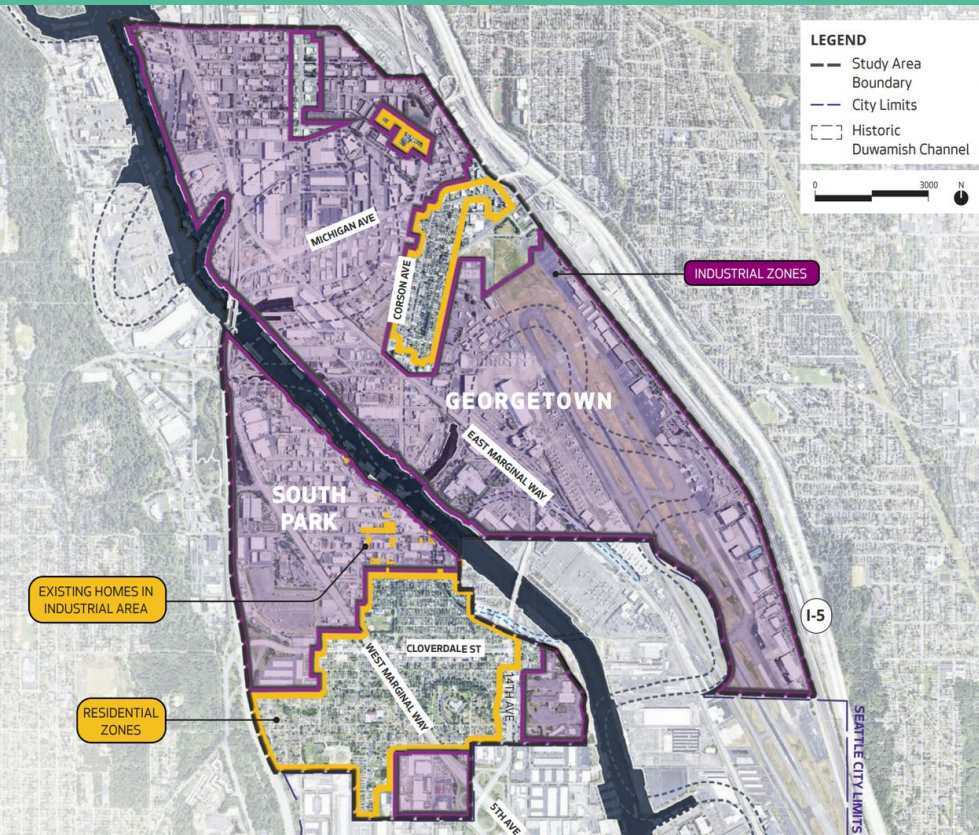 LEGEND
Study Area
Boundary
City Limits
Historic
Duwamish Channel
0
3000
N
MICHIGAN AVE
CORSON AVE
INDUSTRIAL ZONES
GEORGETOWN
EAST MARGINAL WAY
SOUTH
PARK
EXISTING HOMES IN
INDUSTRIAL AREA
I-5
CLOVERDALE ST
WEST MARGINAL WAY
14TH AVE
RESIDENTIAL
ZONES
SEATTLE CITY LIMITS
5TH AVE